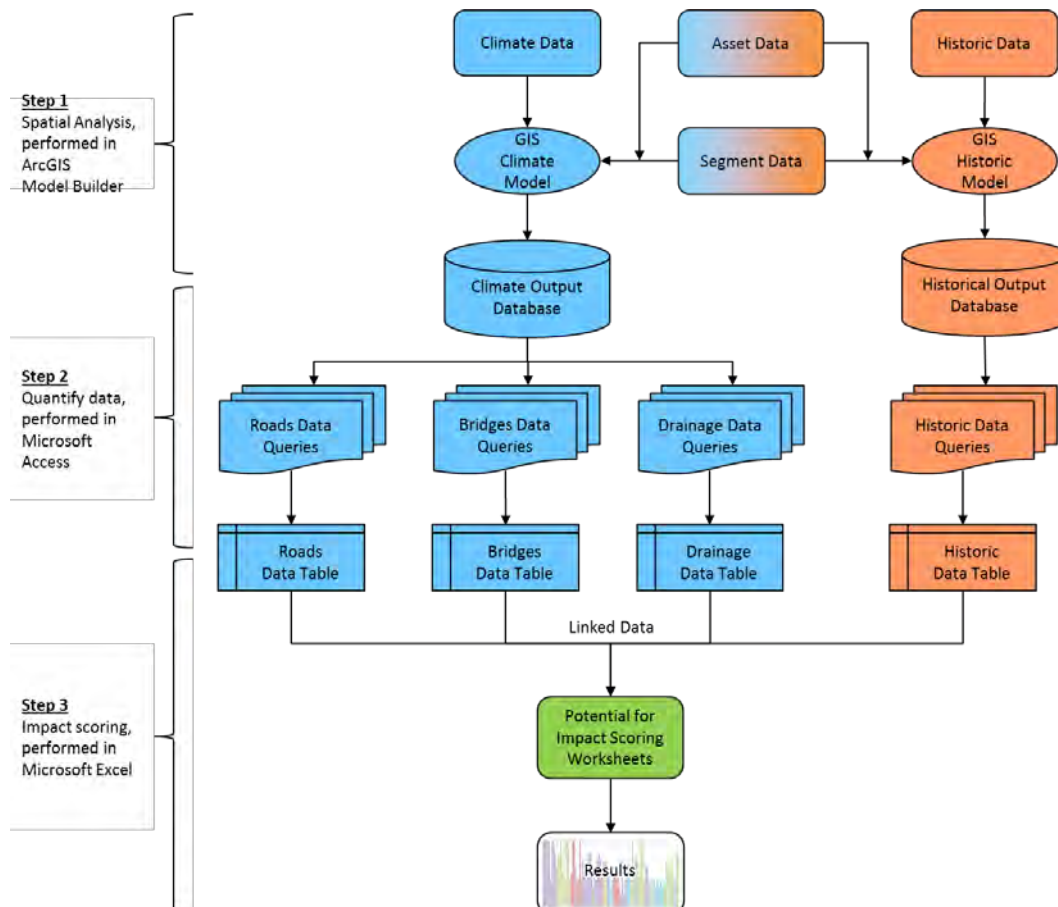 Climate Data
Asset Data
Historic Data
Step 1
Spatial Analysis,
performed in
ArcGIS
Model Builder
GIS
Climate
Model
Segment Data
GIS
Historic
Model
Climate Output
Database
Historical Output
Database
Step 2
Quantify data,
performed in
Microsoft
Access
Roads Data
Queries
Bridges Data
Queries
Drainage Data
Queries
Historic Data
Queries
Roads
Data Table
Bridges
Data Table
Drainage
Data Table
Historic
Data Table
Linked Data
Step 3
Impact scoring,
performed in
Microsoft Excel
Potential for
Impact Scoring
Worksheets
Results